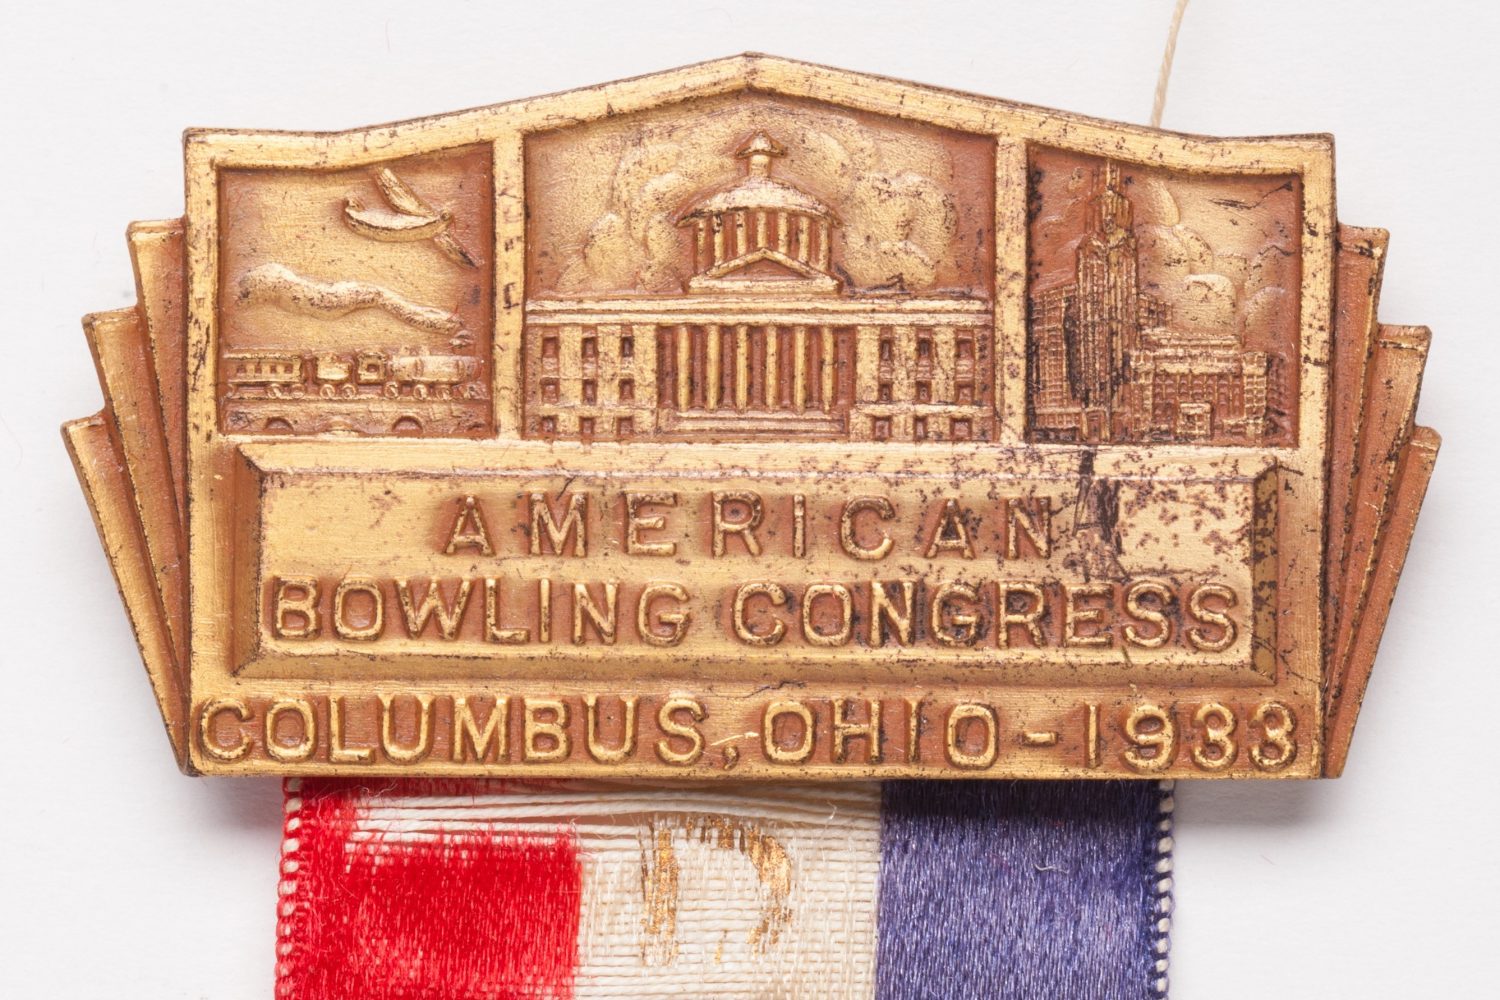 AMERICAN
BOWLING CONGRESS
COLUMBUS, OHIO - 1933